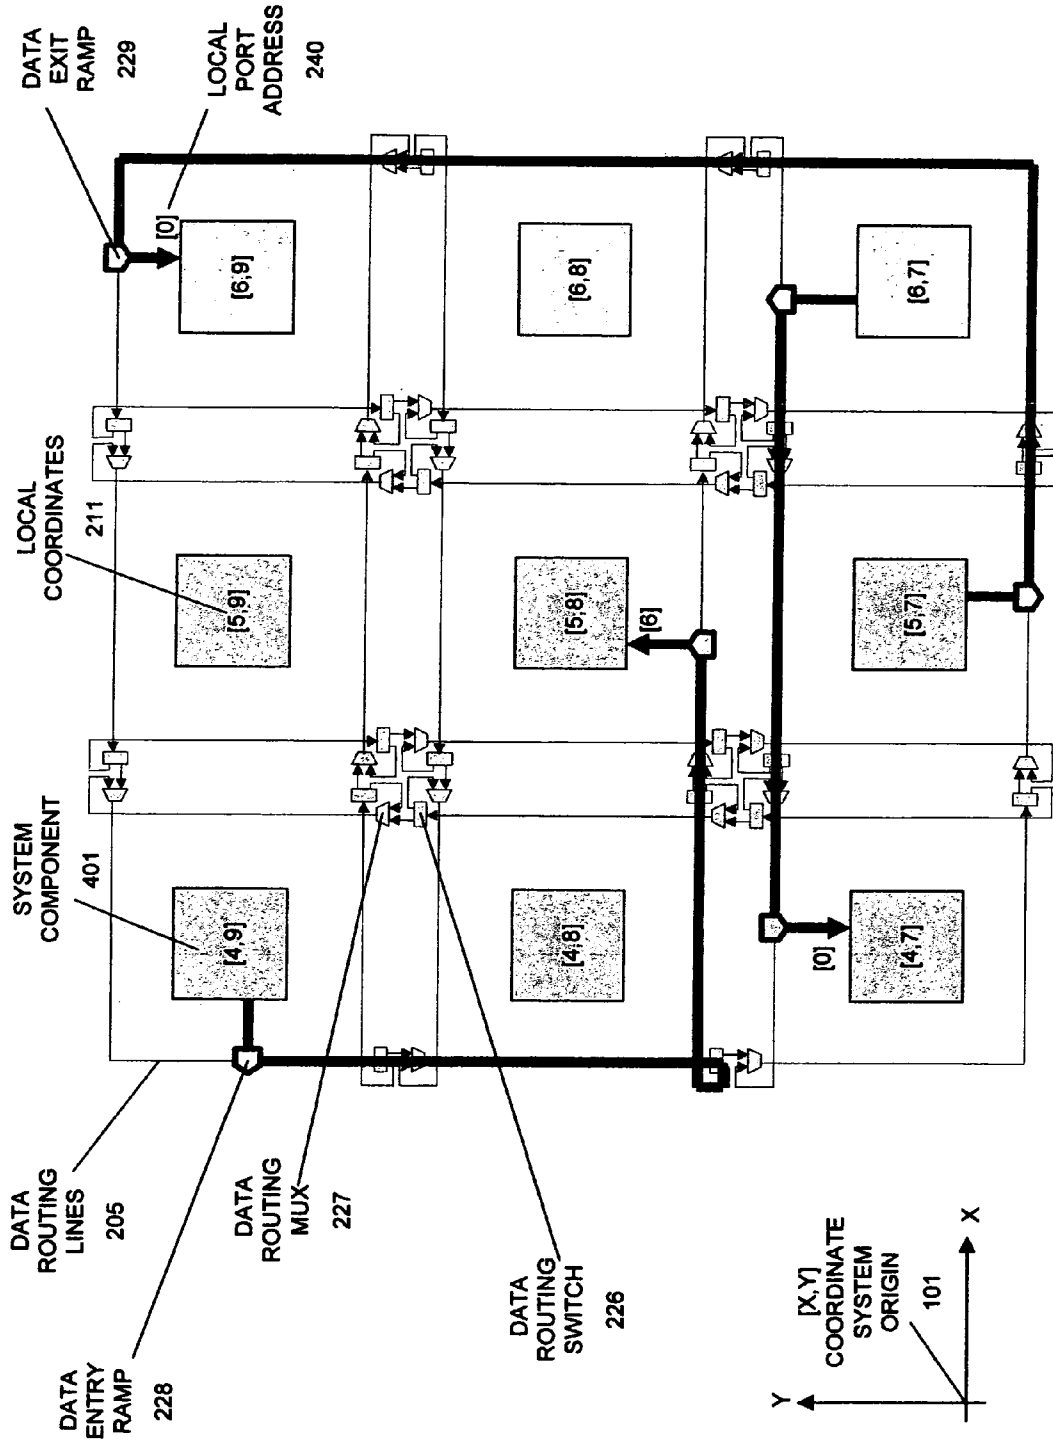 DATA
ENTRY
RAMP
228
DATA
ROUTING
LINES
205
SYSTEM
COMPONENT
401
LOCAL
COORDINATES
211
DATA
EXIT
RAMP
229
LOCAL
PORT
ADDRESS
240
DATA
ROUTING
MUX
227
DATA
ROUTING
SWITCH
226
[4,9]
[5,9]
[6,9]
[0]
[4,8]
[5,8]
[6]
[6,8]
[0]
[4,7]
[5,7]
[6,7]
[X,Y]
COORDINATE
SYSTEM
ORIGIN
101
Y
X